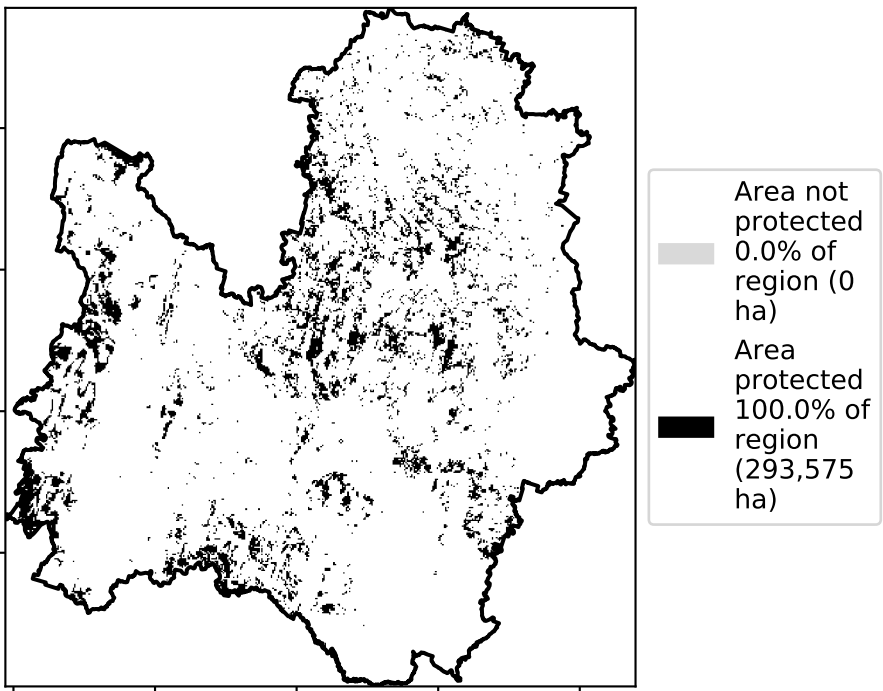 Area not
protected
0.0% of
region (0
ha)
Area
protected
100.0% of
region
(293,575
ha)